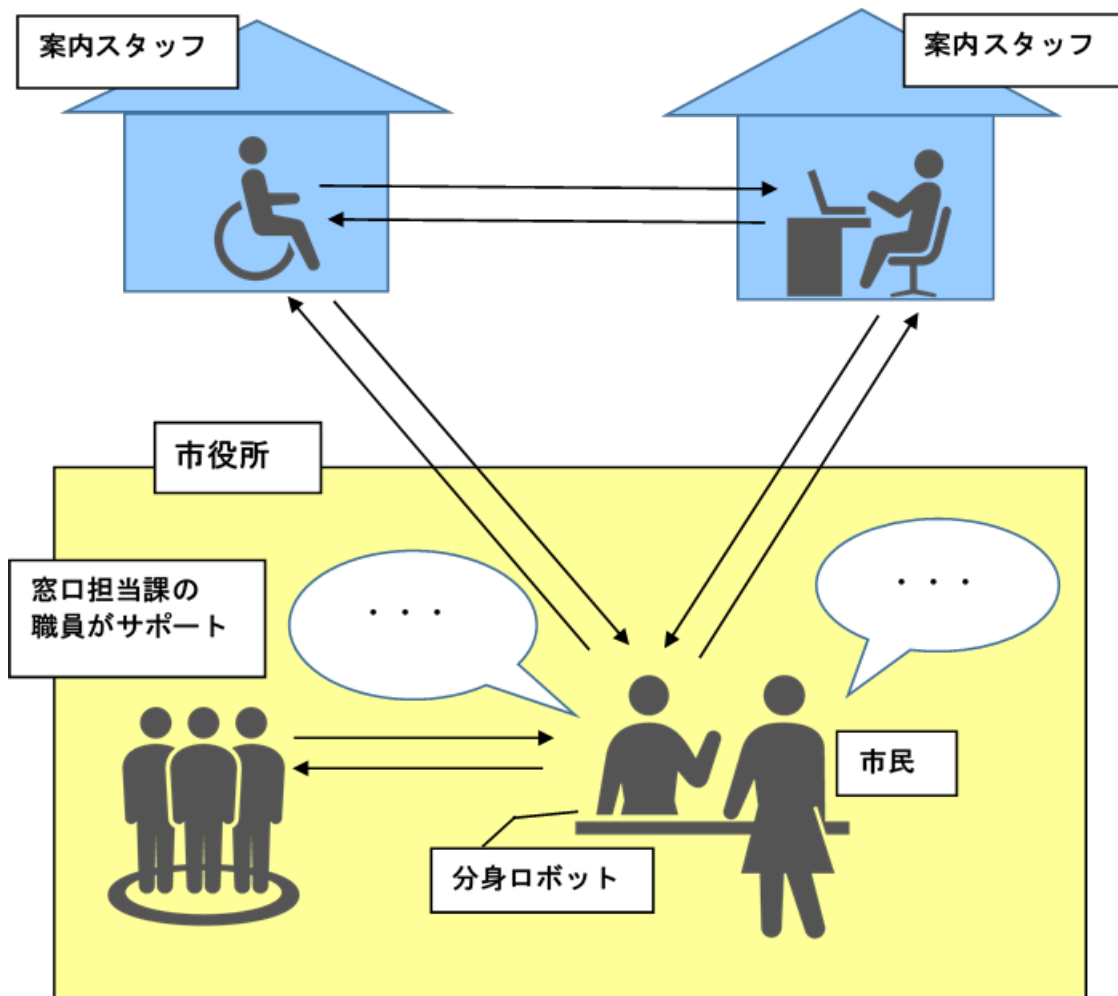 案内スタッフ
案内スタッフ
市役所
窓口担当課の
職員がサポート
・・・
・・・
市民
分身ロボット